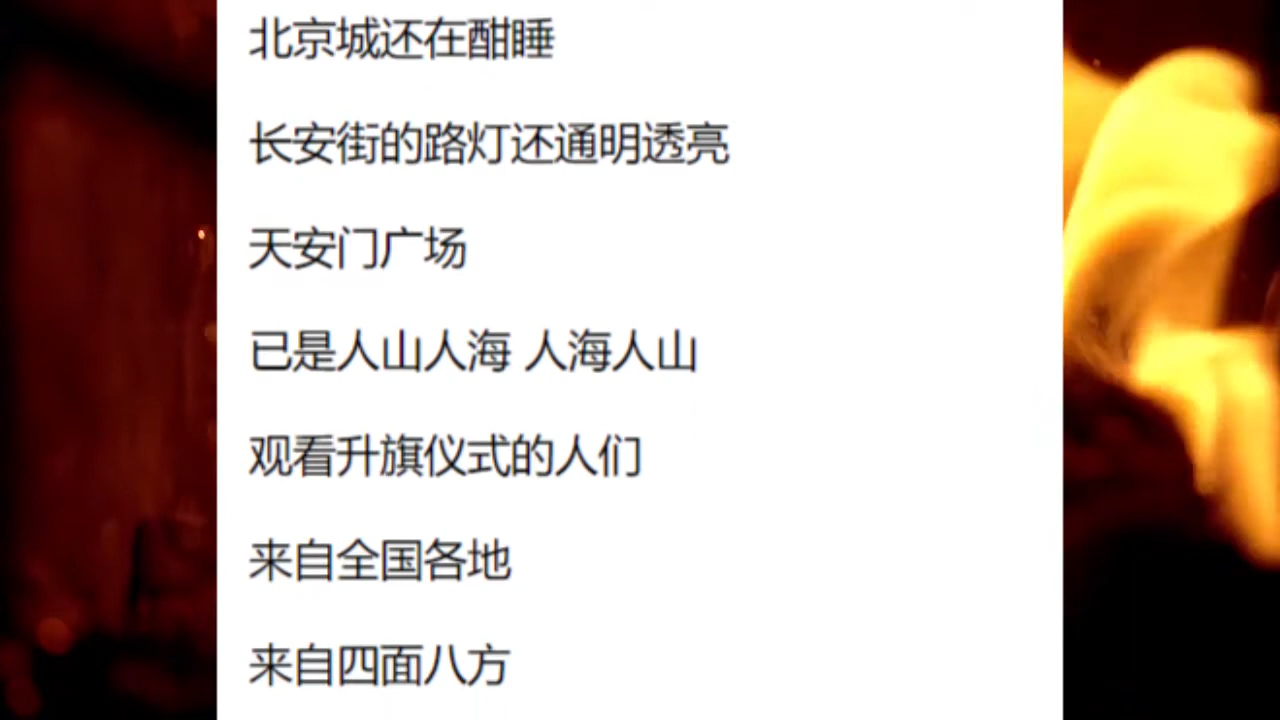 北京城还在酣睡
长安街的路灯还通明透亮
天安门广场
已是人山人海 人海人山
观看升旗仪式的人们
来自全国各地
来自四面八方